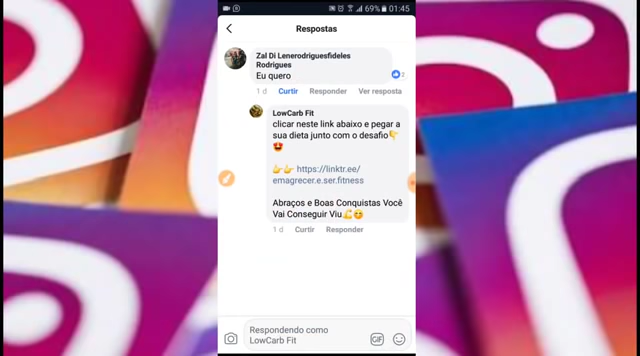 69% 01:45
Respostas
Zal Di Lenerodriguesfideles
Rodrigues
Eu quero
2
1 d Curtir Responder Ver resposta
LowCarb Fit
clicar neste link abaixo e pegar a
sua dieta junto com o desafio👇
😍
👉👉 https://linktr.ee/
emagrecer.e.ser.fitness
Abraços e Boas Conquistas Você
Vai Conseguir Viu💪😊
1 d Curtir Responder
Respondendo como
LowCarb Fit
GIF